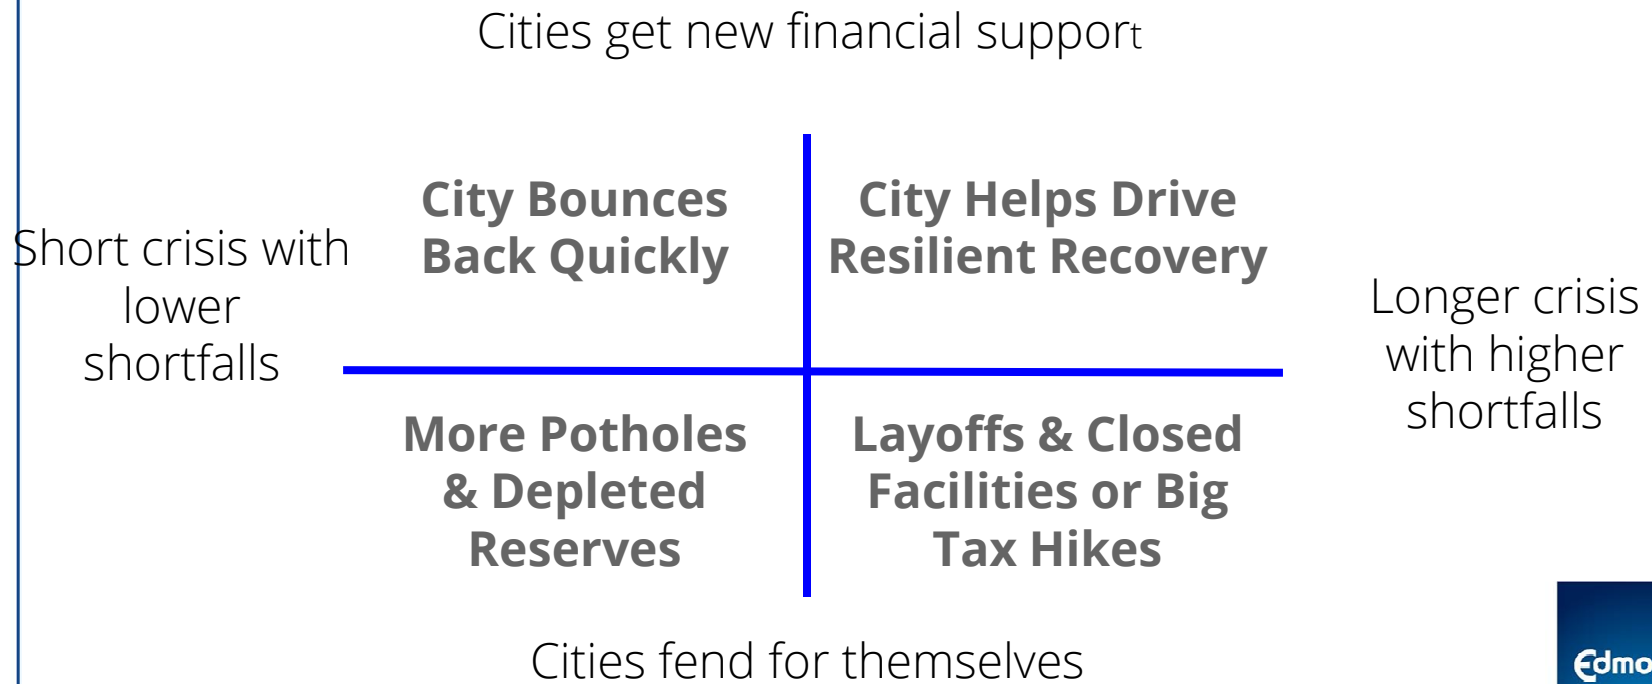 Cities get new financial support
City Bounces
Back Quickly
City Helps Drive
Resilient Recovery
Short crisis with
lower
shortfalls
Longer crisis
with higher
shortfalls
More Potholes
& Depleted
Reserves
Layoffs & Closed
Facilities or Big
Tax Hikes
Cities fend for themselves